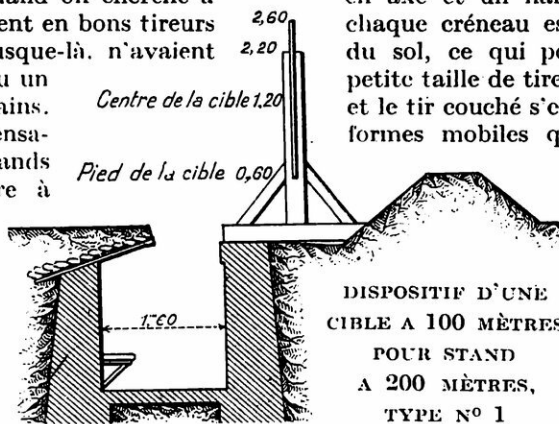 quand on cherche à
ent en bons tireurs
usque-là. n'avaient
u un
ains.
ensa-
ands
re à
en axe et un
chaque créneau es
du sol, ce qui p
petite taille de tire
et le tir couché s'
formes mobiles q
2,60
2,20
Centre de la cible 1,20
Pied de la cible 0,60
1.60
DISPOSITIF D'UNE
CIBLE A 100 MÈTRES
POUR STAND
A 200 MÈTRES,
TYPE Nº 1